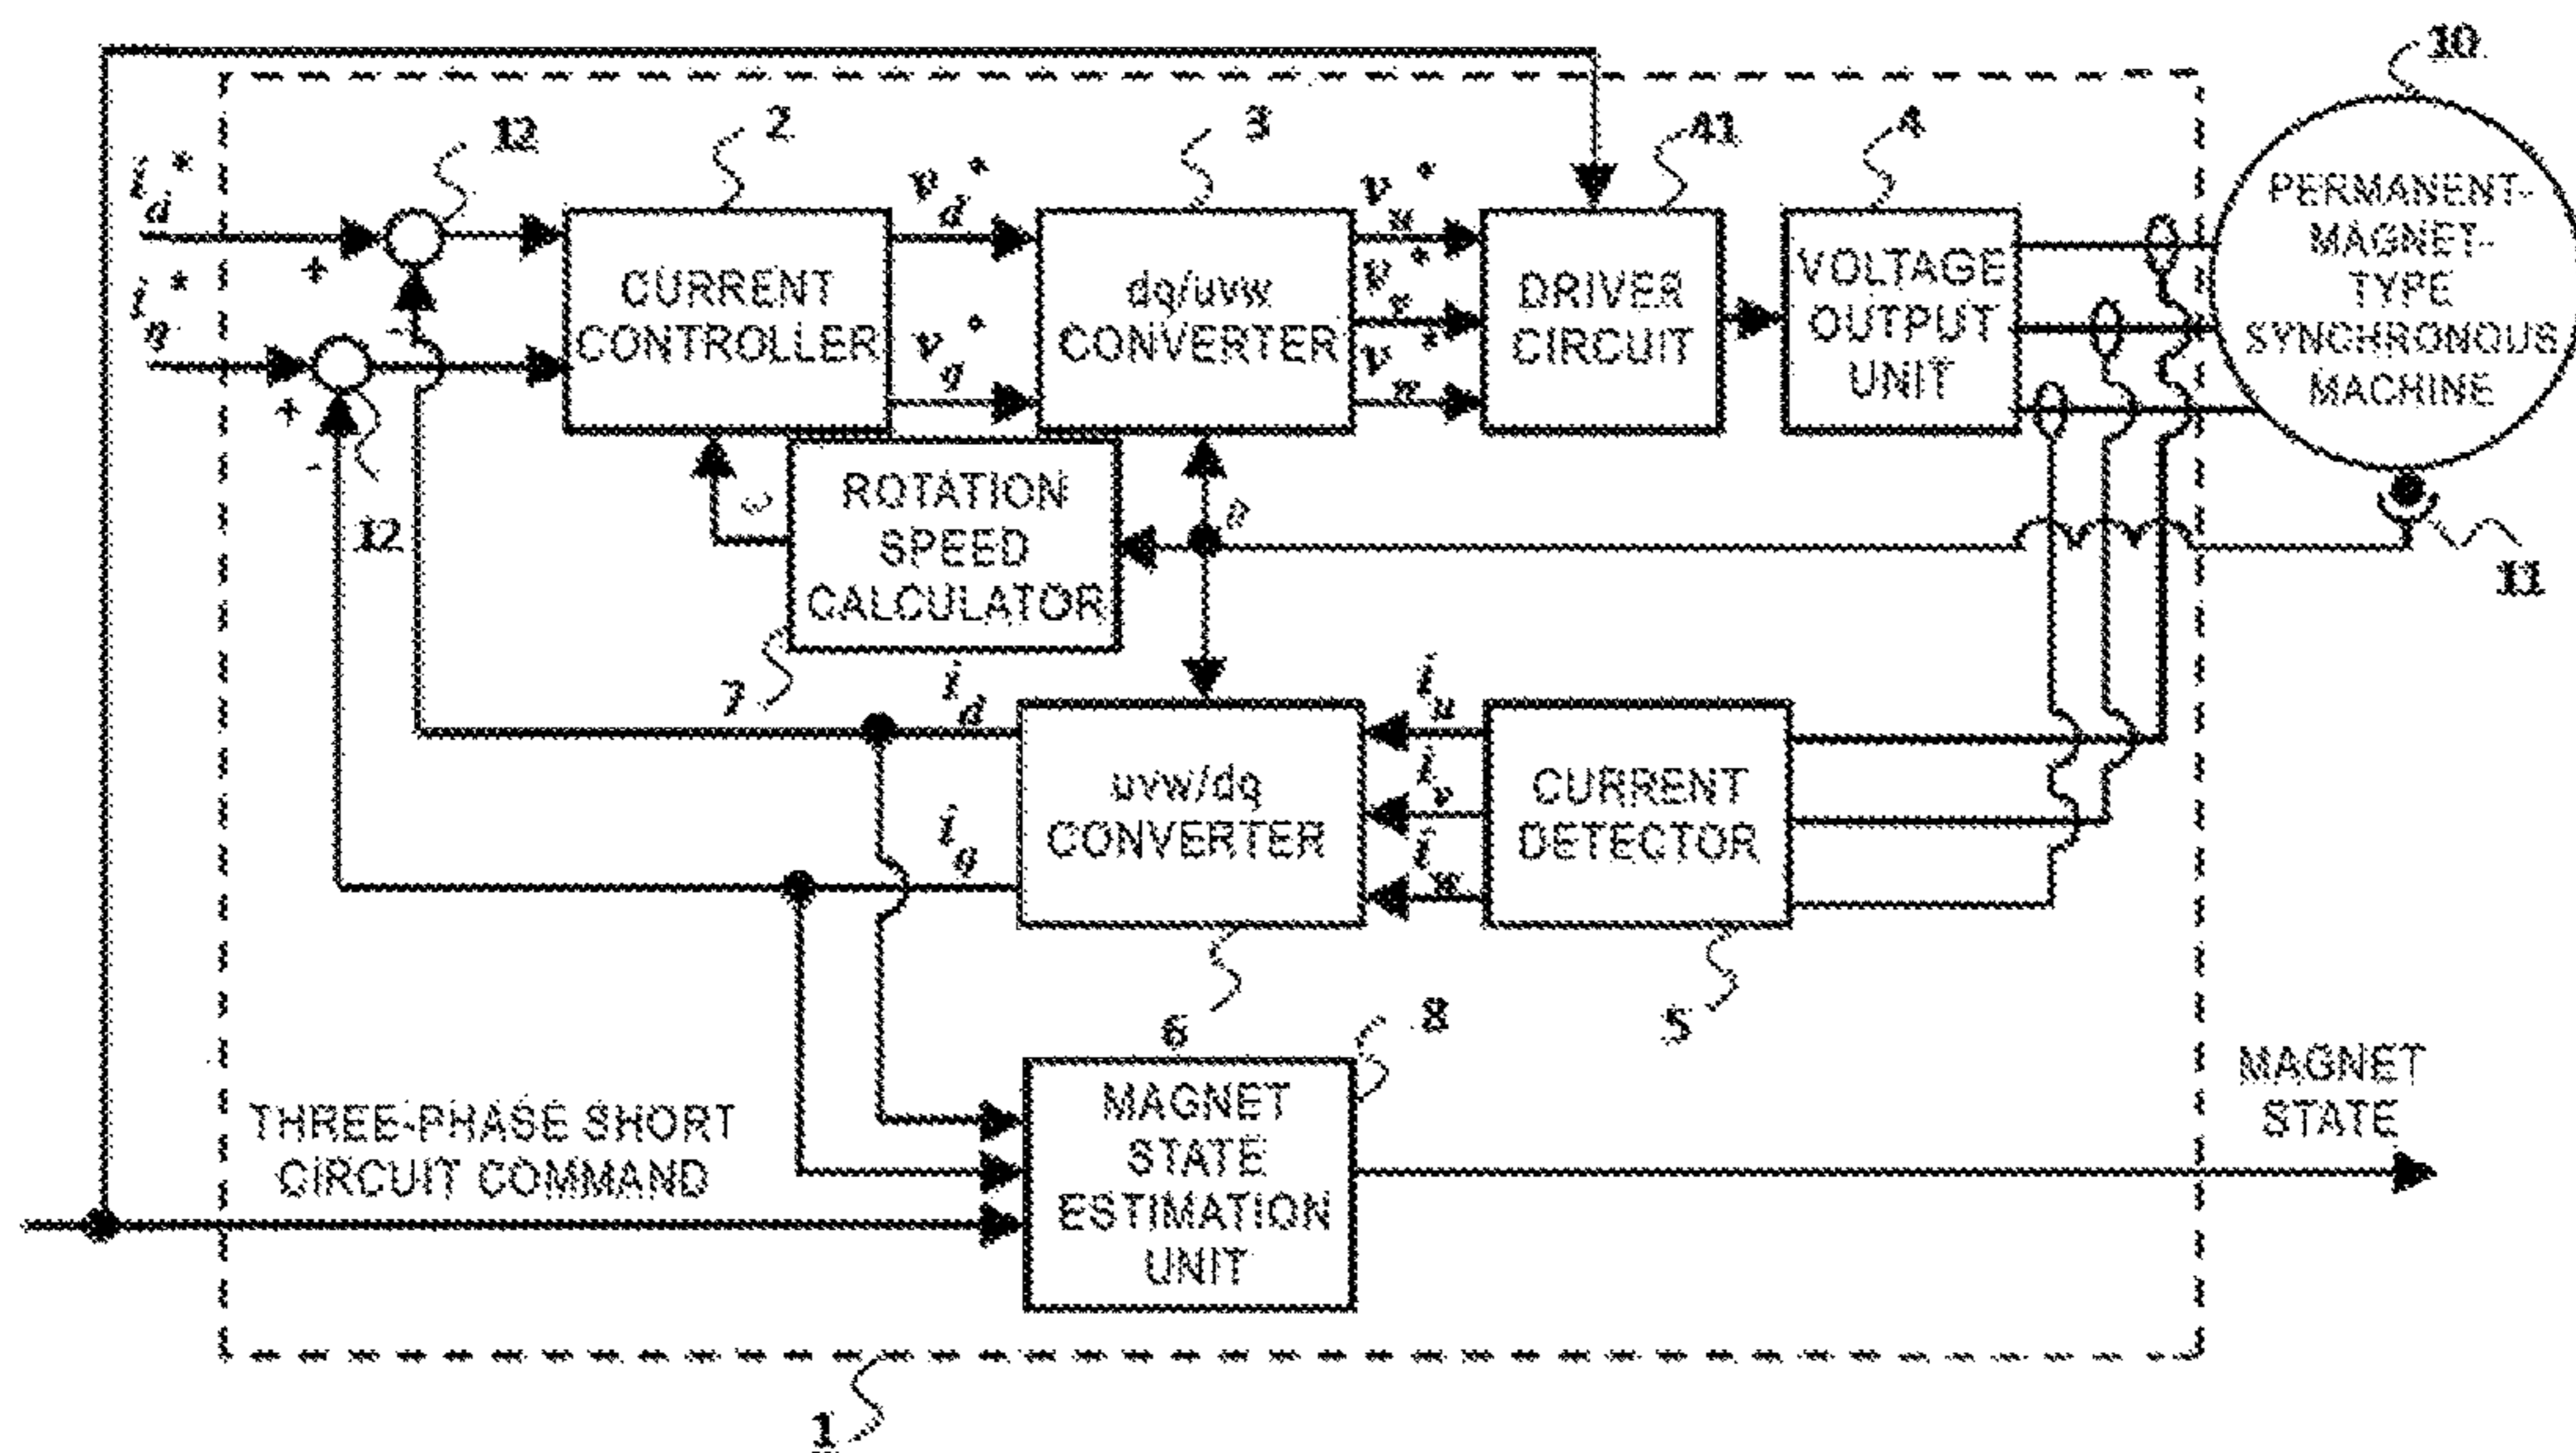 10
12
2
3
41
4
i_d*
v_d*
v_u*
PERMANENT-
MAGNET-
TYPE
SYNCHRONOUS
MACHINE
CURRENT
CONTROLLER
dq/uvw
CONVERTER
DRIVER
CIRCUIT
VOLTAGE
OUTPUT
UNIT
+
-
i_q*
v_q*
v_v*
v_w*
+
-
12
ω
ROTATION
SPEED
CALCULATOR
θ
11
7
i_d
i_u
i_v
i_w
i_q
uvw/dq
CONVERTER
CURRENT
DETECTOR
6
5
8
THREE-PHASE SHORT
CIRCUIT COMMAND
MAGNET
STATE
ESTIMATION
UNIT
MAGNET
STATE
1